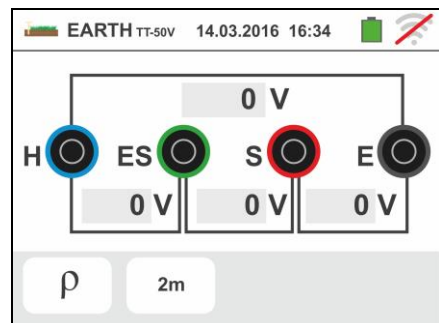 EARTH TT-50V 14.03.2016 16:34
0 V
H ES S E
0 V 0 V 0 V
ρ 2m